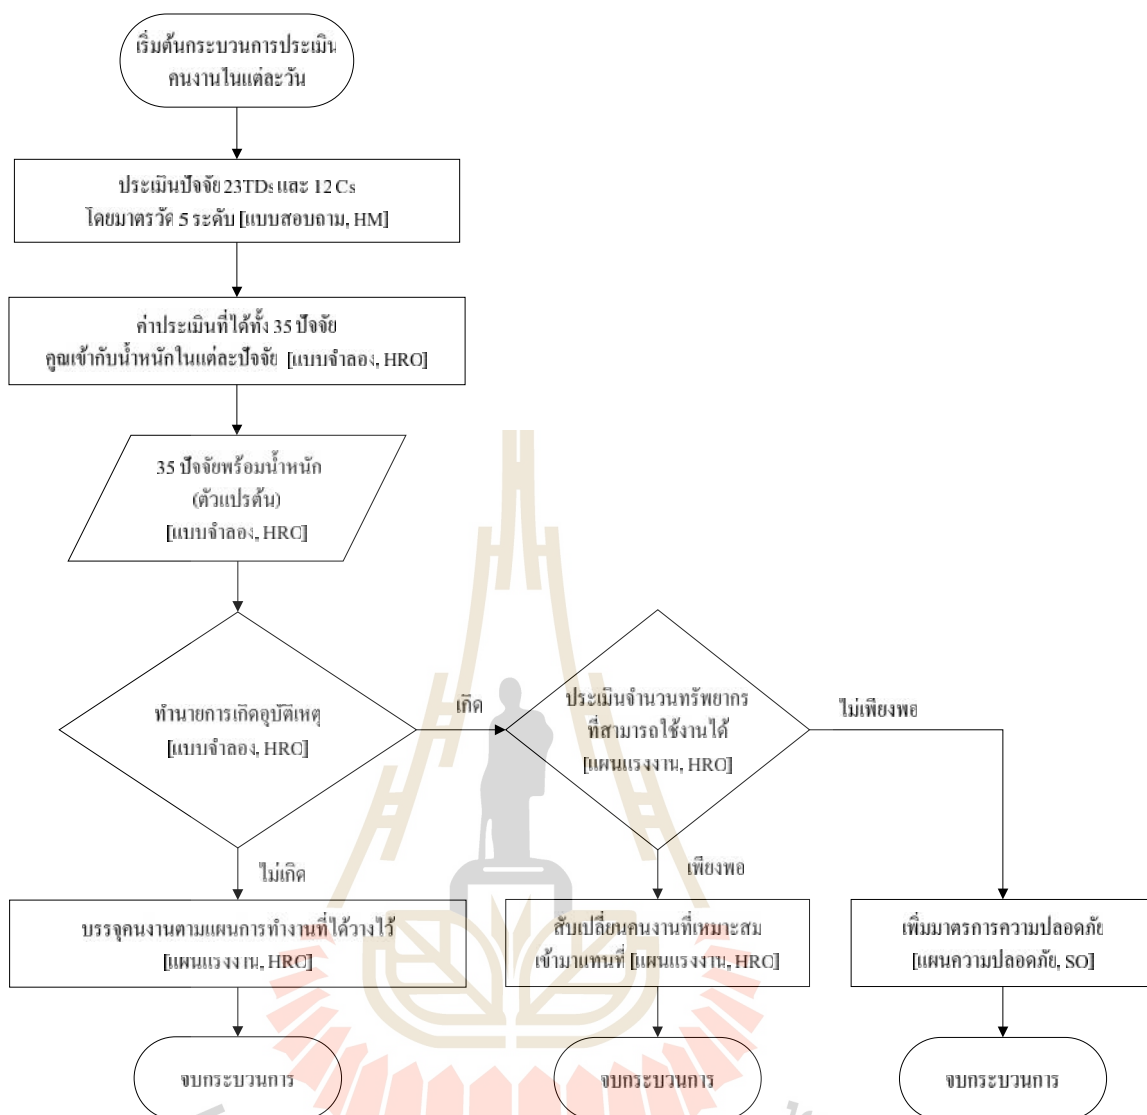 เริ่มต้นกระบวนการประเมิน
คนงานในแต่ละวัน
ประเมินปัจจัย 23TDs และ 12 Cs
โดยมาตรวัด 5 ระดับ [แบบสอบถาม, HM]
ค่าประเมินที่ได้ทั้ง 35 ปัจจัย
คูณเข้ากับน้ำหนักในแต่ละปัจจัย [แบบจำลอง, HRO]
35 ปัจจัยพร้อมน้ำหนัก
(ตัวแปรต้น)
[แบบจำลอง, HRO]
ทำนายการเกิดอุบัติเหตุ
[แบบจำลอง, HRO]
เกิด
ประเมินจำนวนทรัพยากร
ที่สามารถใช้งานได้
[แผนแรงงาน, HRO]
ไม่เพียงพอ
ไม่เกิด
เพียงพอ
บรรจุคนงานตามแผนการทำงานที่ได้วางไว้
[แผนแรงงาน, HRO]
สับเปลี่ยนคนงานที่เหมาะสม
เข้ามาแทนที่ [แผนแรงงาน, HRO]
เพิ่มมาตรการความปลอดภัย
[แผนความปลอดภัย, SO]
จบกระบวนการ
จบกระบวนการ
จบกระบวนการ